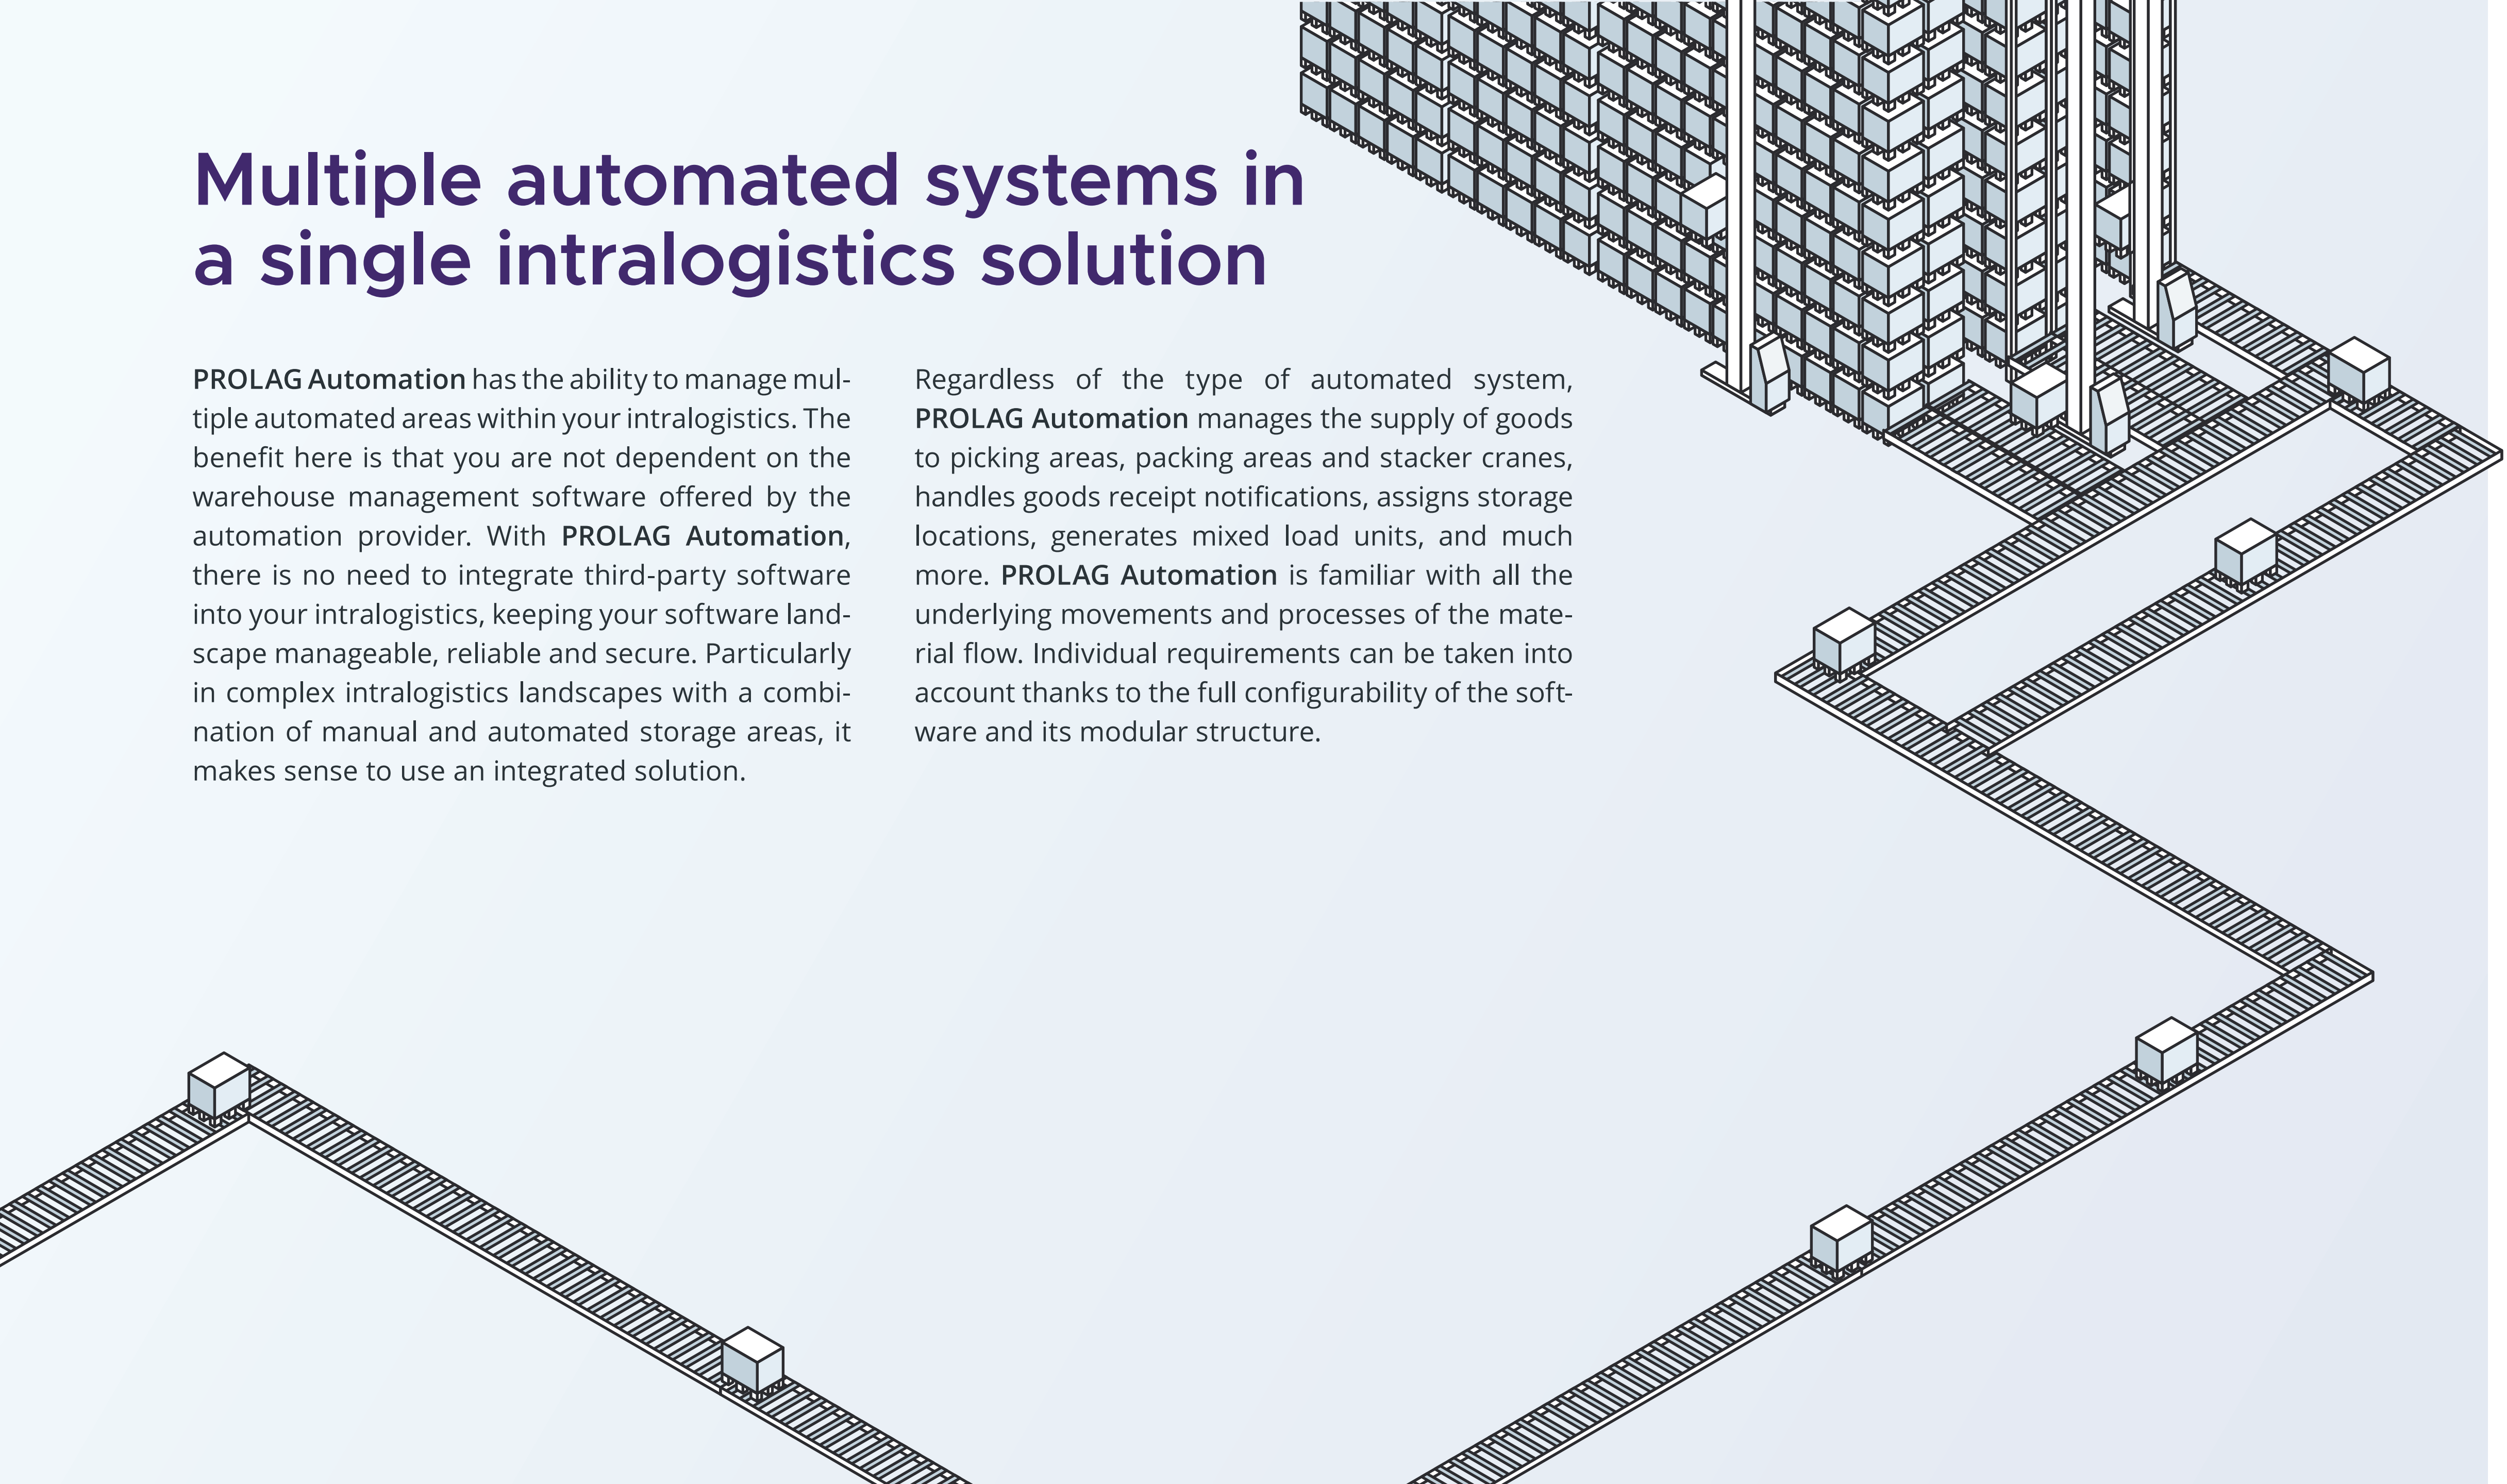 Multiple automated systems in
a single intralogistics solution
PROLAG Automation has the ability to manage mul-
tiple automated areas within your intralogistics. The
benefit here is that you are not dependent on the
warehouse management software offered by the
automation provider. With PROLAG Automation,
there is no need to integrate third-party software
into your intralogistics, keeping your software land-
scape manageable, reliable and secure. Particularly
in complex intralogistics landscapes with a combi-
nation of manual and automated storage areas, it
makes sense to use an integrated solution.
Regardless of the type of automated system,
PROLAG Automation manages the supply of goods
to picking areas, packing areas and stacker cranes,
handles goods receipt notifications, assigns storage
locations, generates mixed load units, and much
more. PROLAG Automation is familiar with all the
underlying movements and processes of the mate-
rial flow. Individual requirements can be taken into
account thanks to the full configurability of the soft-
ware and its modular structure.